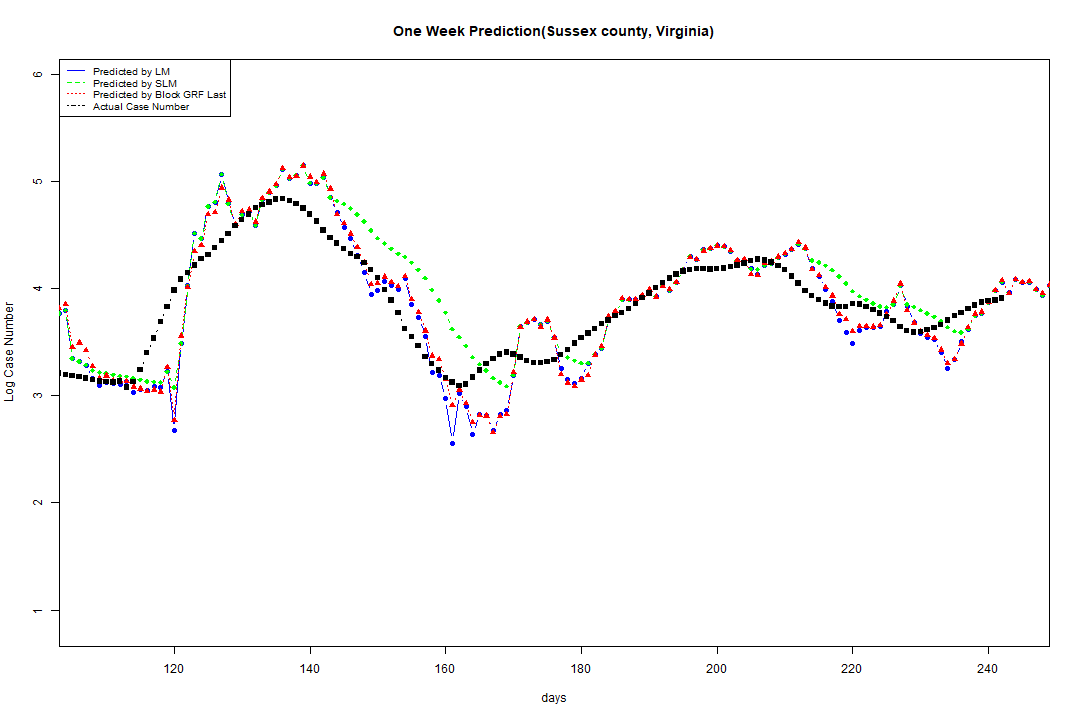 One Week Prediction(Sussex county, Virginia)
Predicted by LM
Predicted by SLM
Predicted by Block GRF Last
Actual Case Number
6
5
4
3
2
1
Log Case Number
120 140 160 180 200 220 240
days